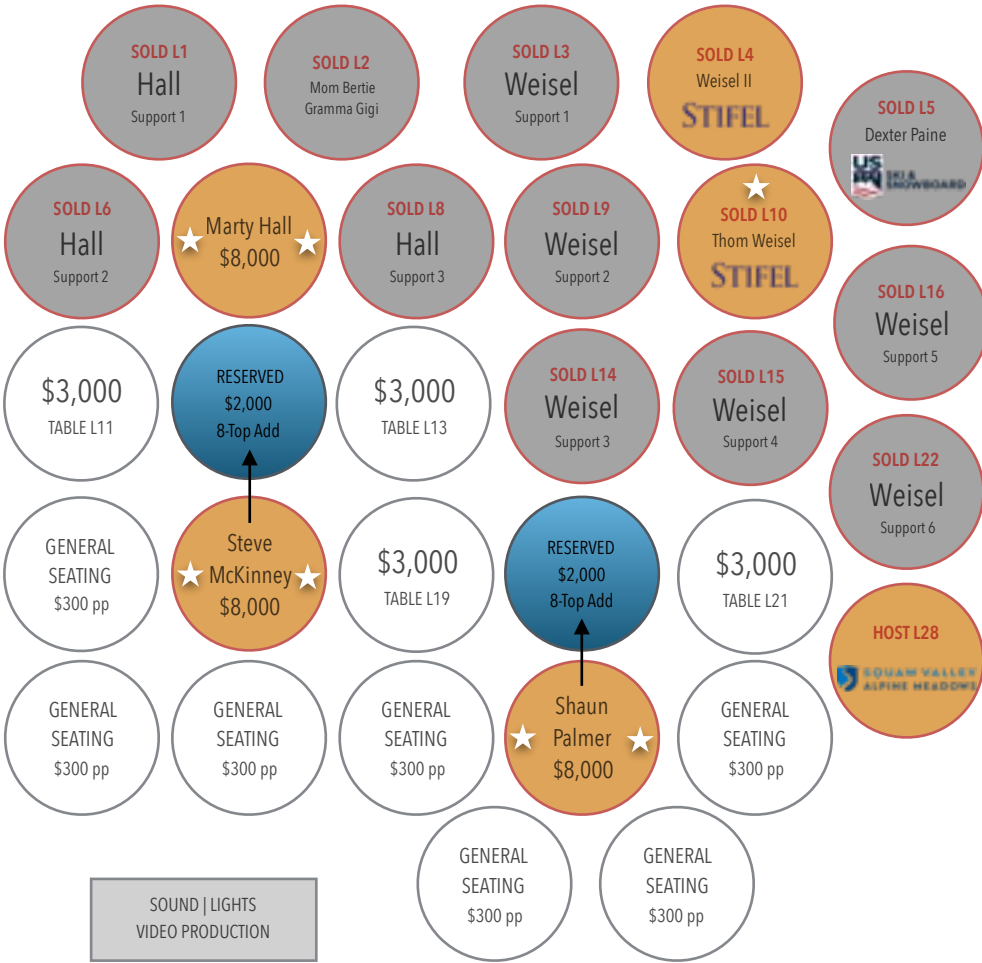 SOLD L1
Hall
Support 1
SOLD L2
Mom Bertie
Gramma Gigi
SOLD L3
Weisel
Support 1
SOLD L4
Weisel II
STIFEL
SOLD L5
Dexter Paine
US
SKI &
SNOWBOARD
SOLD L6
Hall
Support 2
Marty Hall
$8,000
SOLD L8
Hall
Support 3
SOLD L9
Weisel
Support 2
SOLD L10
Thom Weisel
STIFEL
SOLD L16
Weisel
Support 5
$3,000
TABLE L11
RESERVED
$2,000
8-Top Add
$3,000
TABLE L13
SOLD L14
Weisel
Support 3
SOLD L15
Weisel
Support 4
SOLD L22
Weisel
Support 6
GENERAL
SEATING
$300 pp
Steve
McKinney
$8,000
$3,000
TABLE L19
RESERVED
$2,000
8-Top Add
$3,000
TABLE L21
HOST L28
SQUAW VALLEY
ALPINE MEADOWS
GENERAL
SEATING
$300 pp
GENERAL
SEATING
$300 pp
GENERAL
SEATING
$300 pp
Shaun
Palmer
$8,000
GENERAL
SEATING
$300 pp
GENERAL
SEATING
$300 pp
GENERAL
SEATING
$300 pp
SOUND | LIGHTS
VIDEO PRODUCTION